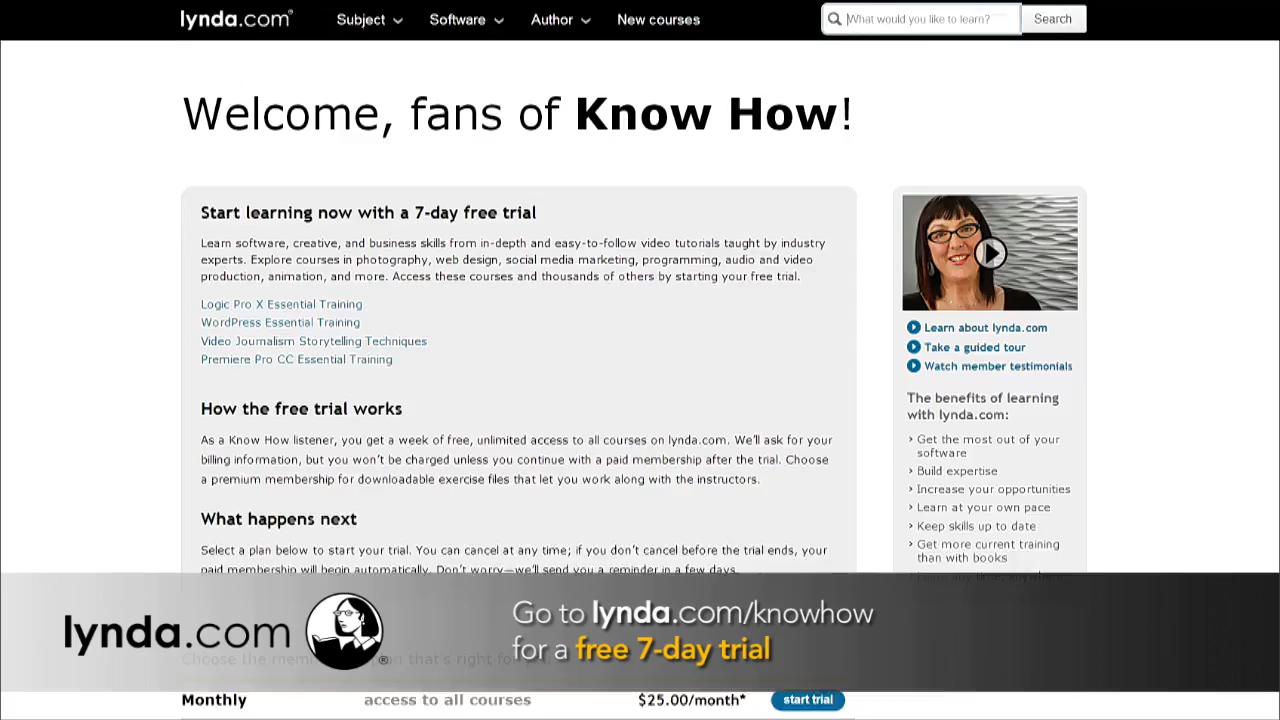 lynda.com®
Subject
Software
Author
New courses
What would you like to learn?
Search
Welcome, fans of Know How!
Start learning now with a 7-day free trial
Learn software, creative, and business skills from in-depth and easy-to-follow video tutorials taught by industry
experts. Explore courses in photography, web design, social media marketing, programming, audio and video
production, animation, and more. Access these courses and thousands of others by starting your free trial.
Logic Pro X Essential Training
WordPress Essential Training
Video Journalism Storytelling Techniques
Premiere Pro CC Essential Training
How the free trial works
As a Know How listener, you get a week of free, unlimited access to all courses on lynda.com. We'll ask for your
billing information, but you won't be charged unless you continue with a paid membership after the trial. Choose
a premium membership for downloadable exercise files that let you work along with the instructors.
What happens next
Select a plan below to start your trial. You can cancel at any time; if you don't cancel before the trial ends, your
paid membership will begin automatically. Don't worry—we'll send you a reminder in a few days.
Learn about lynda.com
Take a guided tour
Watch member testimonials
The benefits of learning
with lynda.com:
› Get the most out of your
software
› Build expertise
› Increase your opportunities
› Learn at your own pace
› Keep skills up to date
› Get more current training
than with books
lynda.com ®
Go to lynda.com/knowhow
for a free 7-day trial
Choose the that's right for
Monthly
access to all courses
$25.00/month*
start trial